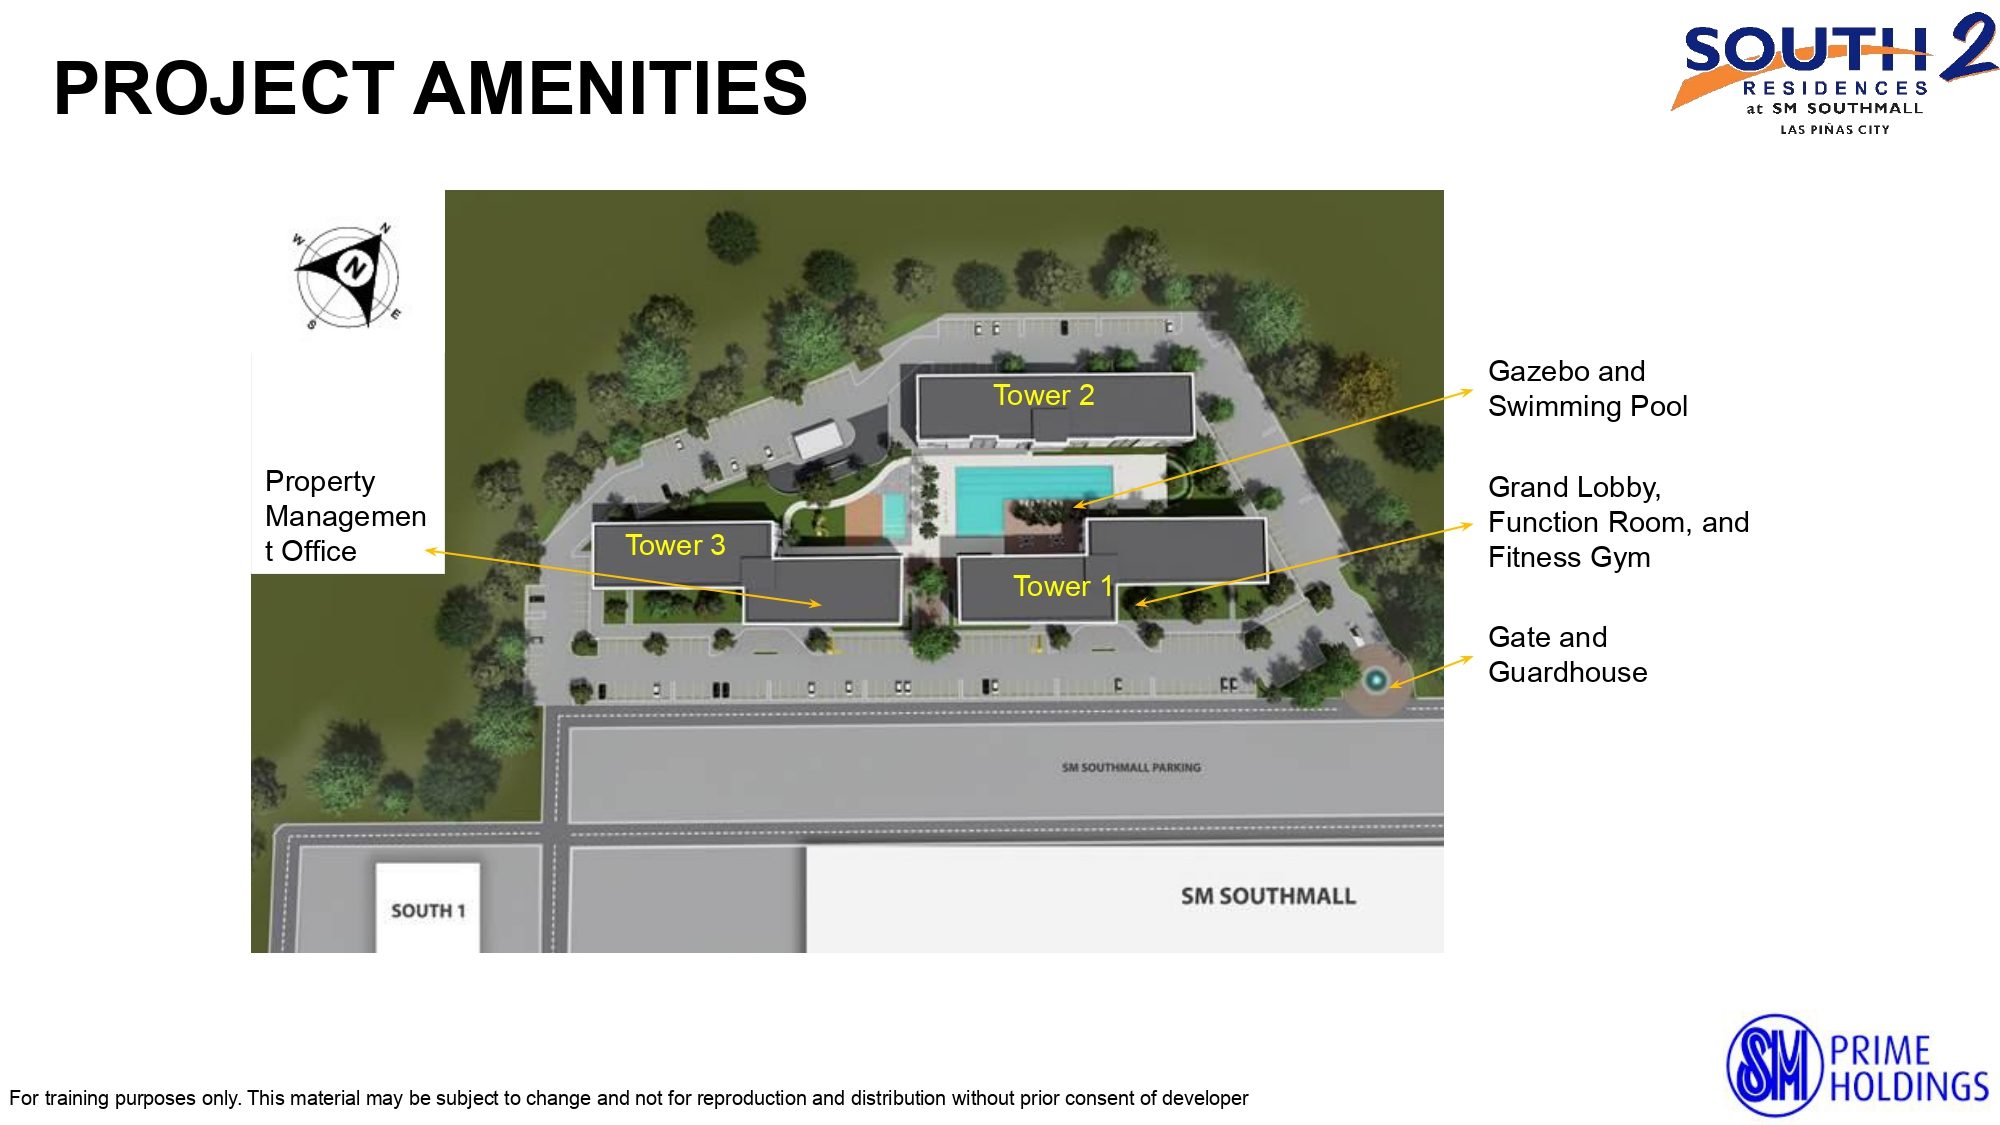 PROJECT AMENITIES
SOUTH 2
RESIDENCES
at SM SOUTHMALL
LAS PIÑAS CITY
N
W
N
S
E
Property
Managemen
t Office
Tower 2
Tower 3
Tower 1
Gazebo and
Swimming Pool
Grand Lobby,
Function Room, and
Fitness Gym
Gate and
Guardhouse
SM SOUTHMALL PARKING
SOUTH 1
SM SOUTHMALL
SM PRIME
HOLDINGS
For training purposes only. This material may be subject to change and not for reproduction and distribution without prior consent of developer